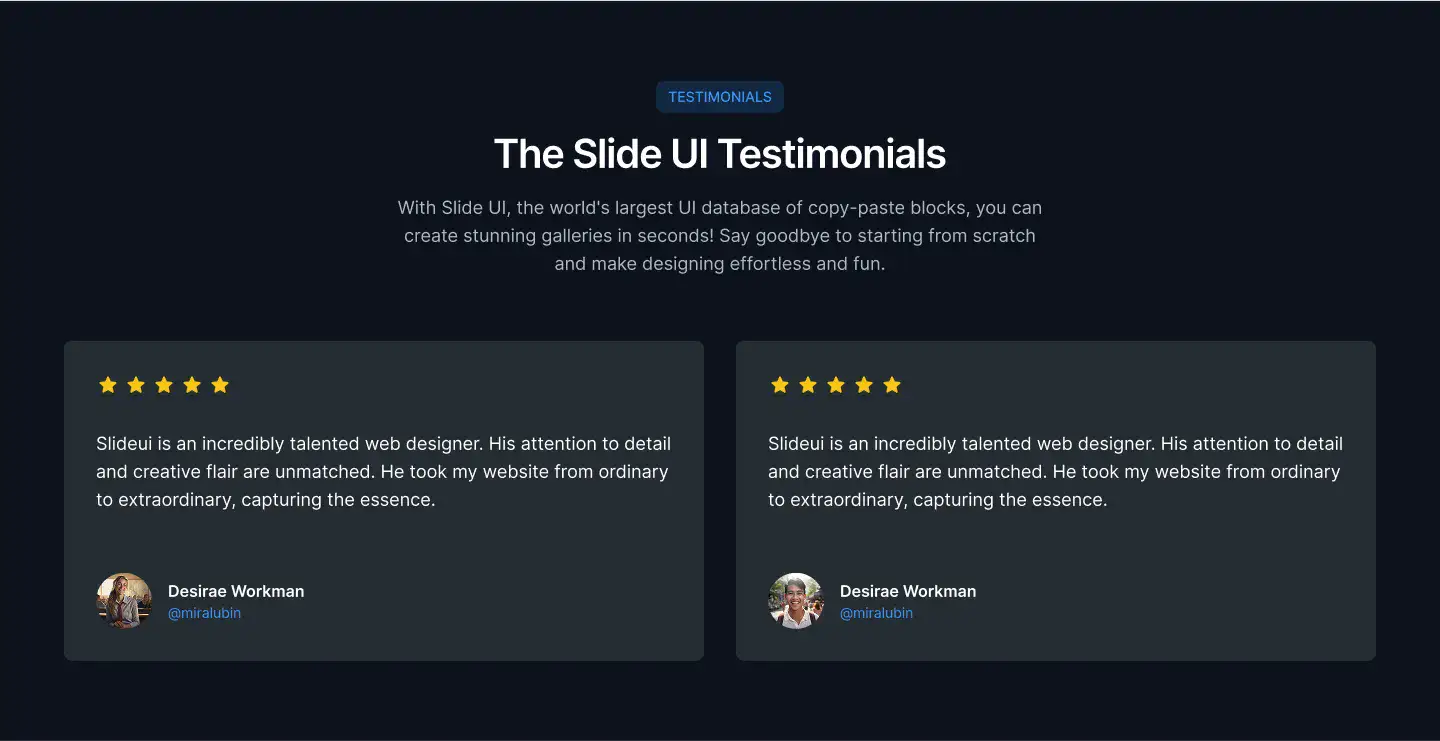 TESTIMONIALS
The Slide UI Testimonials
With Slide UI, the world's largest UI database of copy-paste blocks, you can
create stunning galleries in seconds! Say goodbye to starting from scratch
and make designing effortless and fun.
Slideui is an incredibly talented web designer. His attention to detail
and creative flair are unmatched. He took my website from ordinary
to extraordinary, capturing the essence.
Desirae Workman
@miralubin
Slideui is an incredibly talented web designer. His attention to detail
and creative flair are unmatched. He took my website from ordinary
to extraordinary, capturing the essence.
Desirae Workman
@miralubin